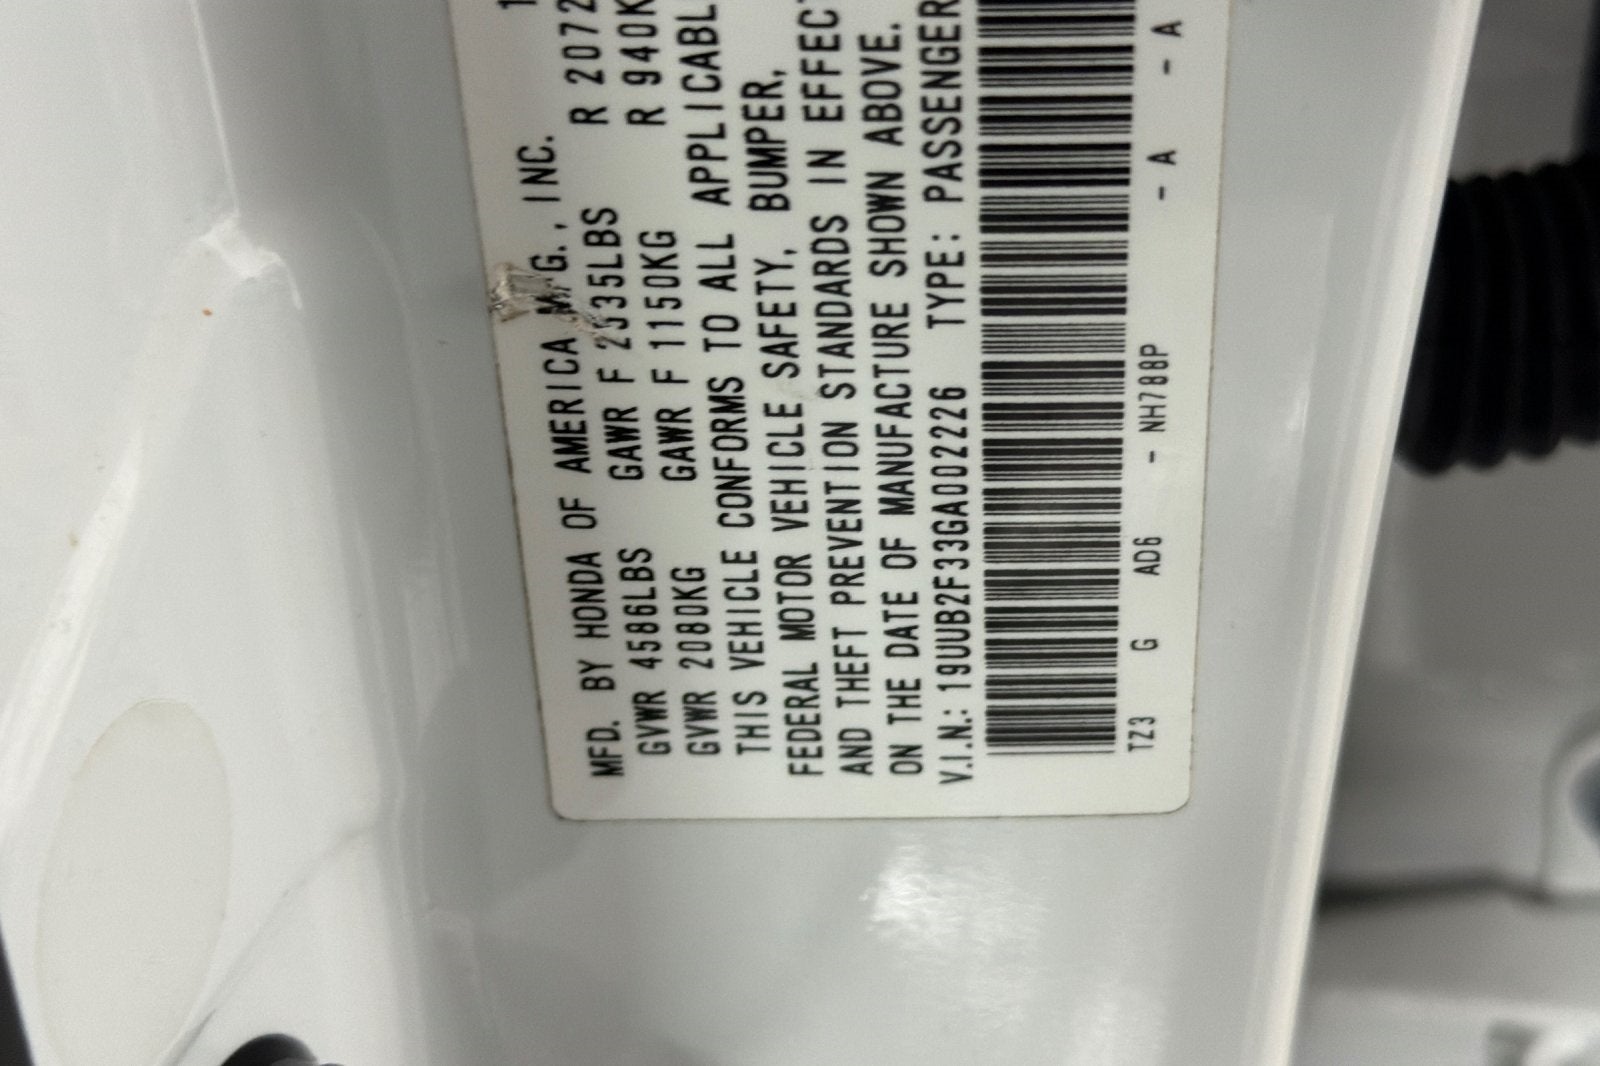 MFD. BY HONDA OF AMERICA MFG., INC. 1
GVWR 4586LBS GAWR F 2535LBS R 2072
GVWR 2080KG GAWR F 1150KG R 940K
THIS VEHICLE CONFORMS TO ALL APPLICABL
FEDERAL MOTOR VEHICLE SAFETY, BUMPER,
AND THEFT PREVENTION STANDARDS IN EFFEC
ON THE DATE OF MANUFACTURE SHOWN ABOVE.
V.I.N.: 19UUB2F33GA002226 TYPE: PASSENGER
TZ3 G AD6 - NH788P - A - A